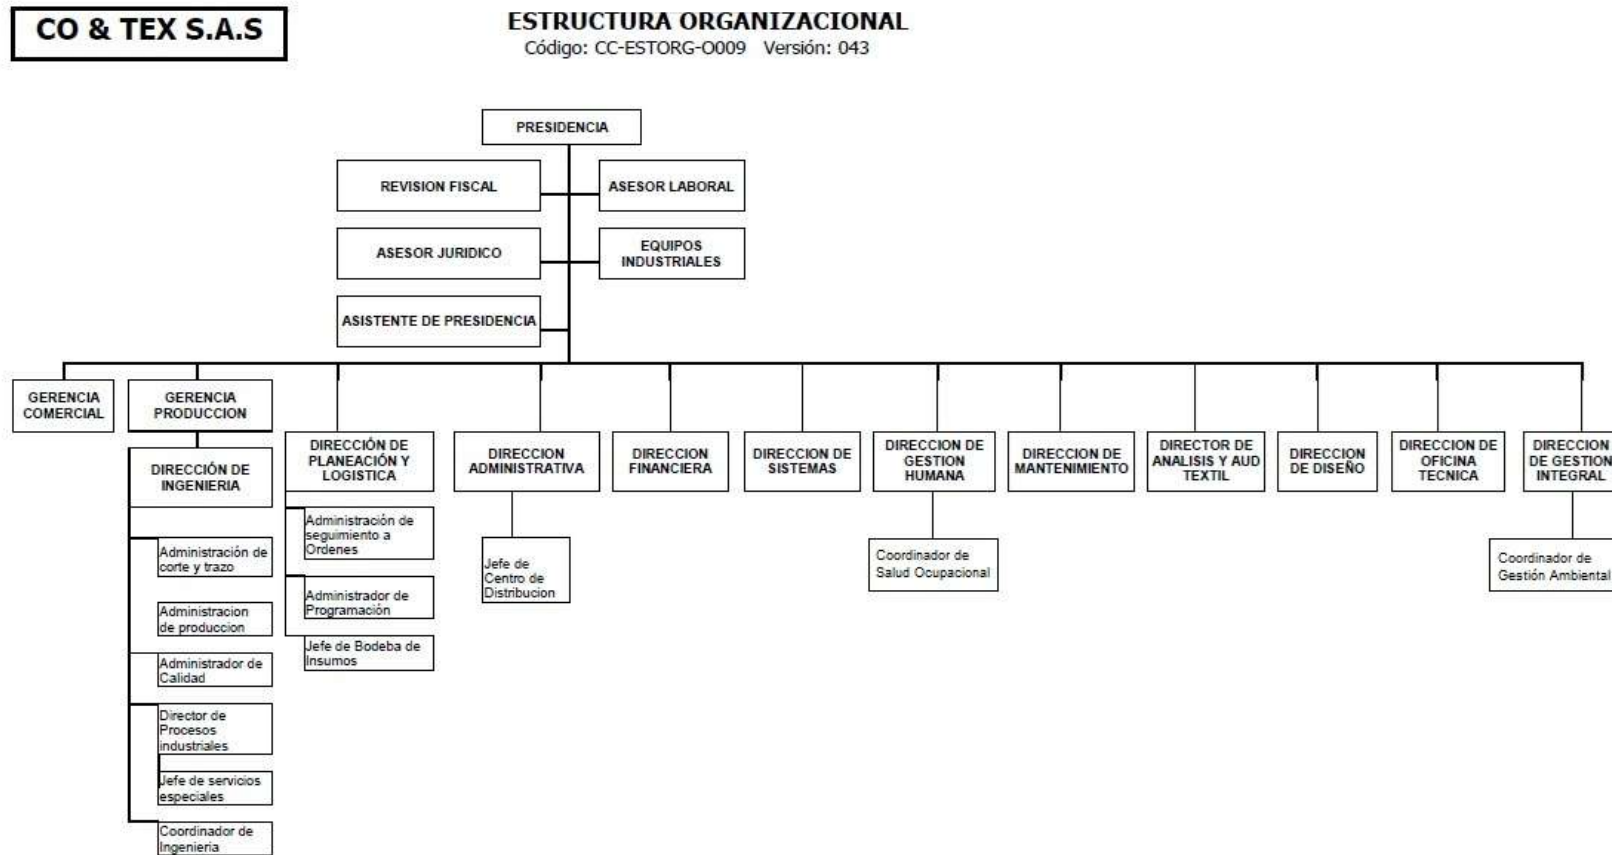 CO & TEX S.A.S
ESTRUCTURA ORGANIZACIONAL
Código: CC-ESTORG-O009 Versión: 043
PRESIDENCIA
REVISION FISCAL
ASESOR LABORAL
ASESOR JURIDICO
EQUIPOS
INDUSTRIALES
ASISTENTE DE PRESIDENCIA
GERENCIA
COMERCIAL
GERENCIA
PRODUCCION
DIRECCIÓN DE
INGENIERIA
DIRECCIÓN DE
PLANEACIÓN Y
LOGISTICA
DIRECCION
ADMINISTRATIVA
DIRECCION
FINANCIERA
DIRECCION DE
SISTEMAS
DIRECCION DE
GESTION
HUMANA
DIRECCION DE
MANTENIMIENTO
DIRECTOR DE
ANALISIS Y AUD
TEXTIL
DIRECCION
DE DISEÑO
DIRECCION DE
OFICINA
TECNICA
DIRECCION
DE GESTION
INTEGRAL
Administración de
corte y trazo
Administracion
de produccion
Administrador de
Calidad
Director de
Procesos
industriales
Jefe de servicios
especiales
Coordinador de
Ingenieria
Administración de
seguimiento a
Ordenes
Administrador de
Programación
Jefe de Bodeba de
Insumos
Jefe de
Centro de
Distribucion
Coordinador de
Salud Ocupacional
Coordinador de
Gestión Ambiental